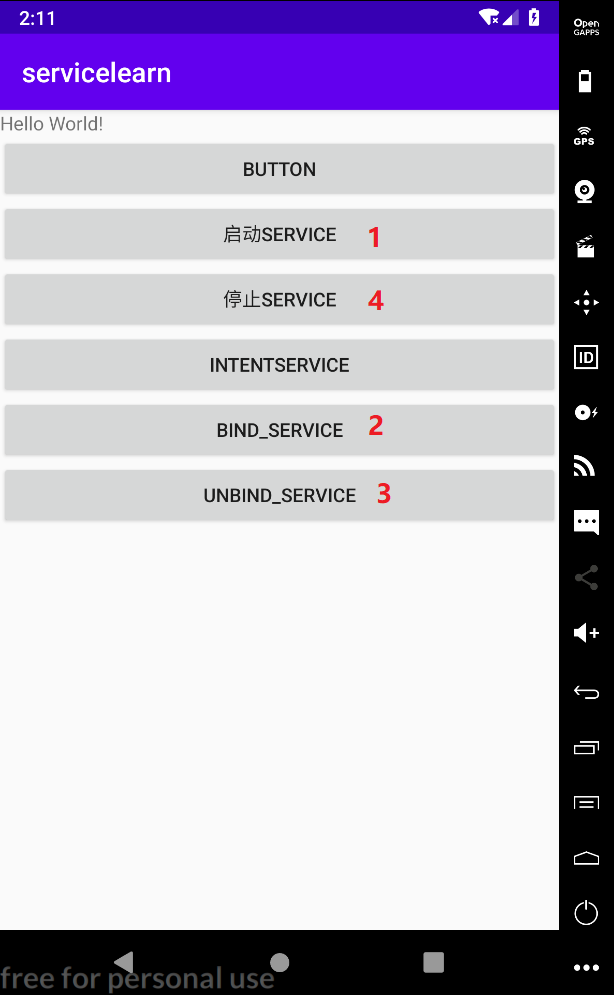 2:11
Open
GAPPS
servicelearn
Hello World!
GPS
BUTTON
启动SERVICE 1
停止SERVICE 4
INTENTSERVICE
ID
BIND_SERVICE 2
UNBIND_SERVICE 3
free for personal use